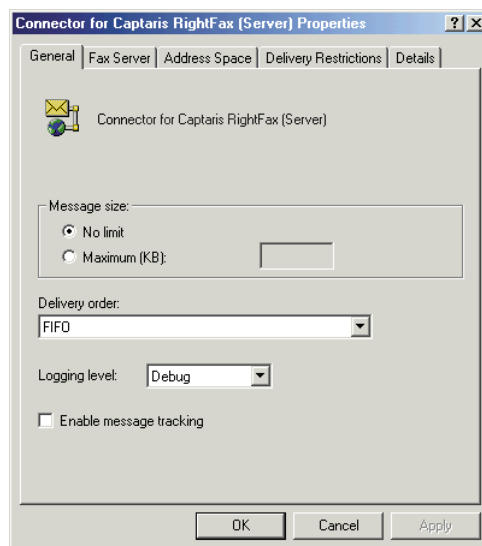 Connector for Captaris RightFax (Server) Properties
General Fax Server Address Space Delivery Restrictions Details
Connector for Captaris RightFax (Server)
Message size:
No limit
Maximum (KB):
Delivery order:
FIFO
Logging level: Debug
Enable message tracking
OK Cancel Apply